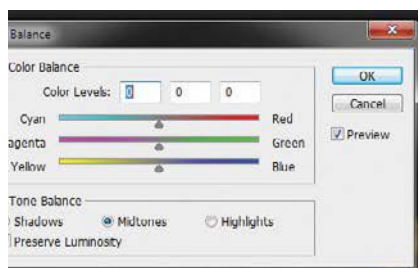 Balance
Color Balance
Color Levels: 0 0 0
Cyan Red
agenta Green
Yellow Blue
Tone Balance
Shadows Midtones Highlights
Preserve Luminosity
OK
Cancel
Preview